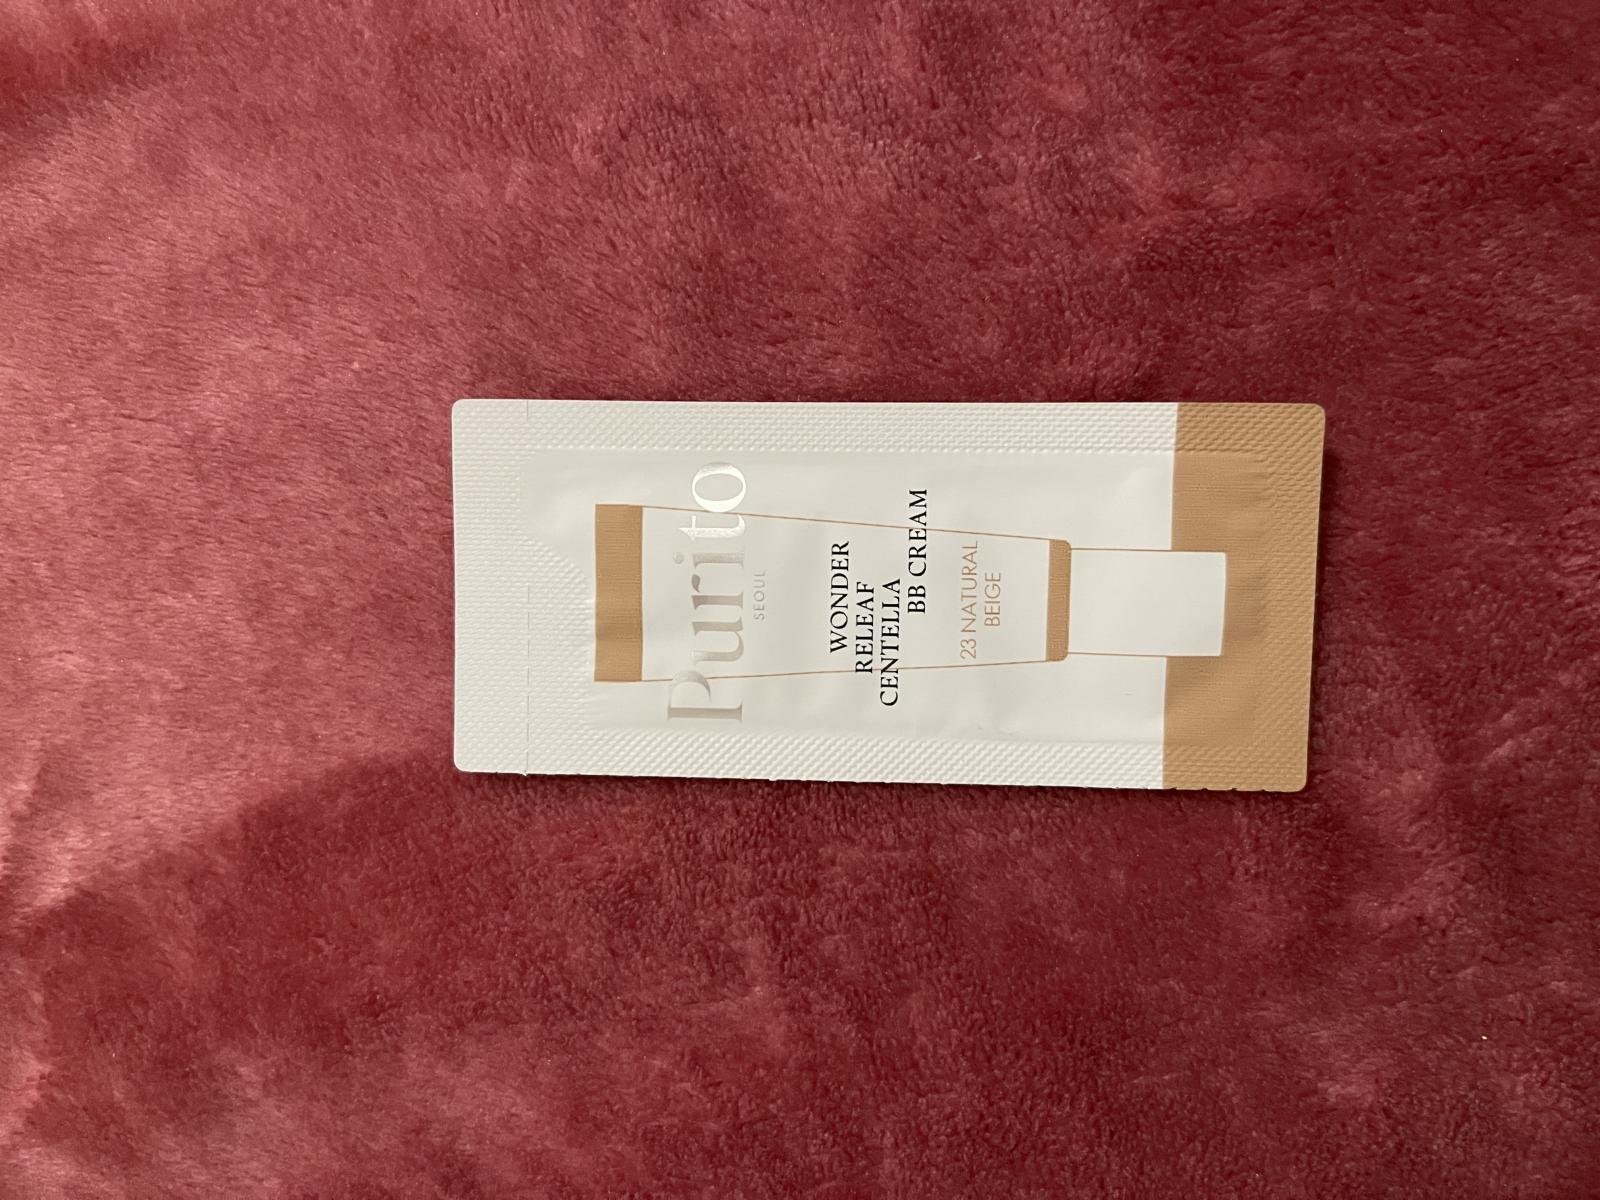 Purito
SEOUL
WONDER
RELEAF
CENTELLA
BB CREAM
23 NATURAL
BEIGE